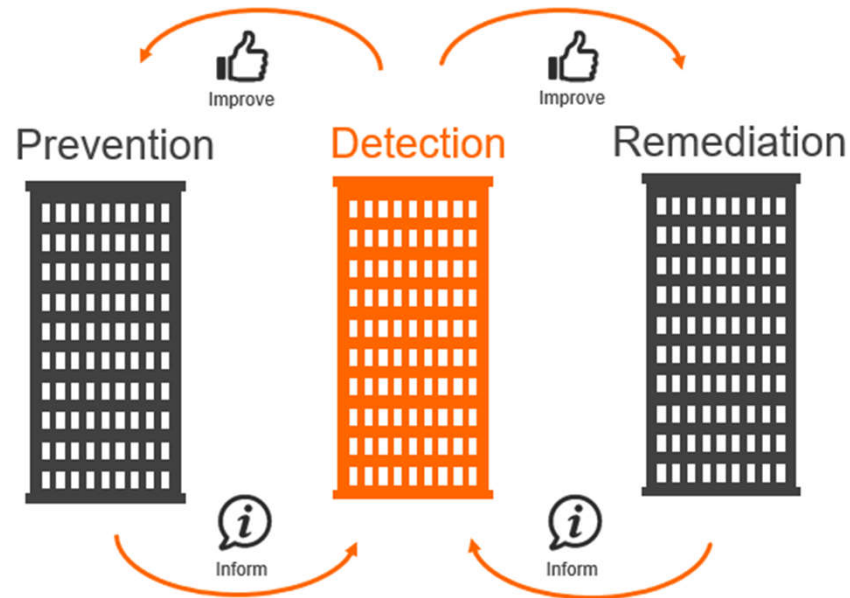 Improve
Improve
Prevention
Detection
Remediation
i
Inform
i
Inform